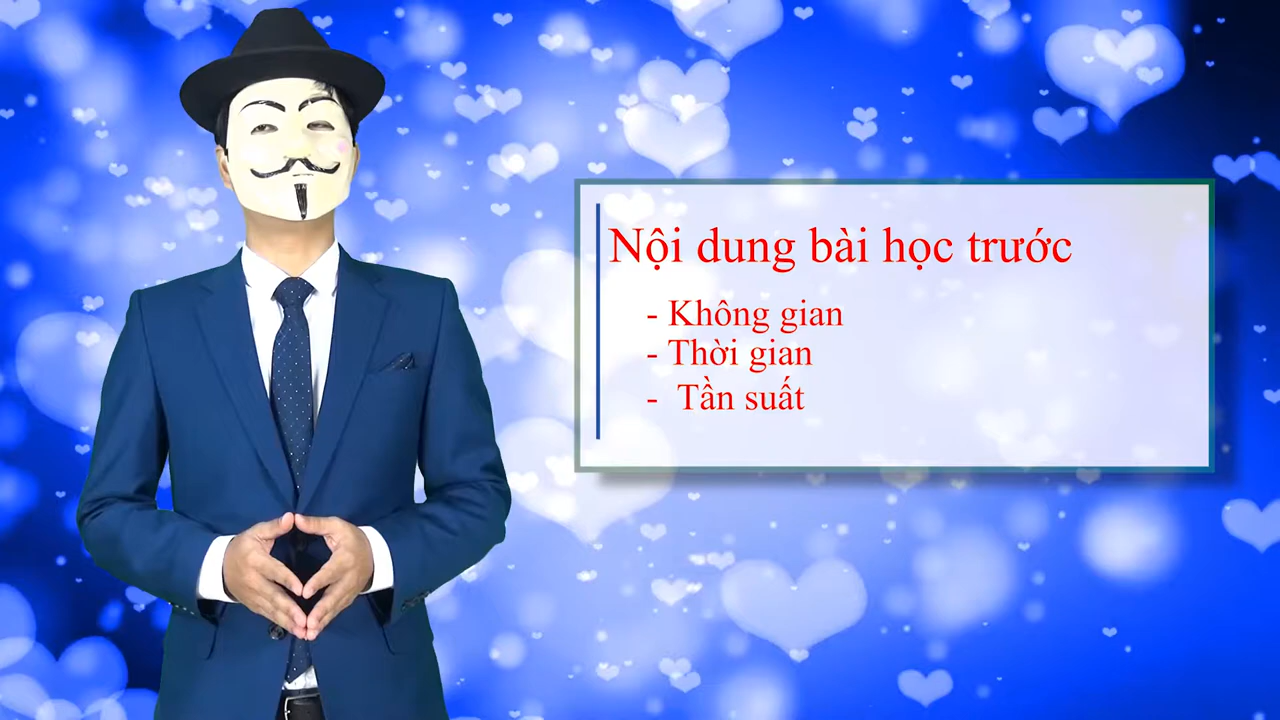 Nội dung bài học trước
- Không gian
- Thời gian
- Tần suất